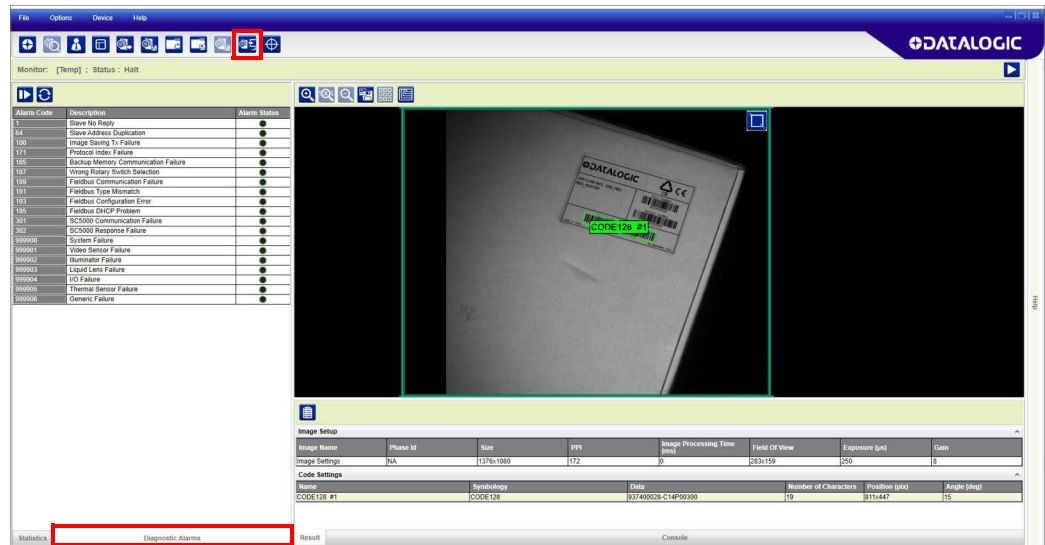 File Options Device Help
DATALOGIC
Monitor: [Temp] ; Status : Halt
Alarm Code Description Alarm Status
1 Slave No Reply
64 Slave Address Duplication
100 Image Saving Tx Failure
171 Protocol Index Failure
185 Backup Memory Communication Failure
187 Wrong Rotary Switch Selection
189 Fieldbus Communication Failure
191 Fieldbus Type Mismatch
193 Fieldbus Configuration Error
195 Fieldbus DHCP Problem
301 SC5000 Communication Failure
302 SC5000 Response Failure
999900 System Failure
999901 Video Sensor Failure
999902 Illuminator Failure
999903 Liquid Lens Failure
999904 I/O Failure
999905 Thermal Sensor Failure
999906 Generic Failure
Statistics Diagnostic Alarms
DATALOGIC
CE
CODE128 #1
Image Setup
Image Name Phase Id Size PPI Image Processing Time (ms) Field Of View Exposure (µs) Gain
Image Settings NA 1376x1080 172 0 283x159 250 8
Code Settings
Name Symbology Data Number of Characters Position (pix) Angle (deg)
CODE128 #1 CODE128 937400028-C14P00300 19 811x447 15
Result Console
Help